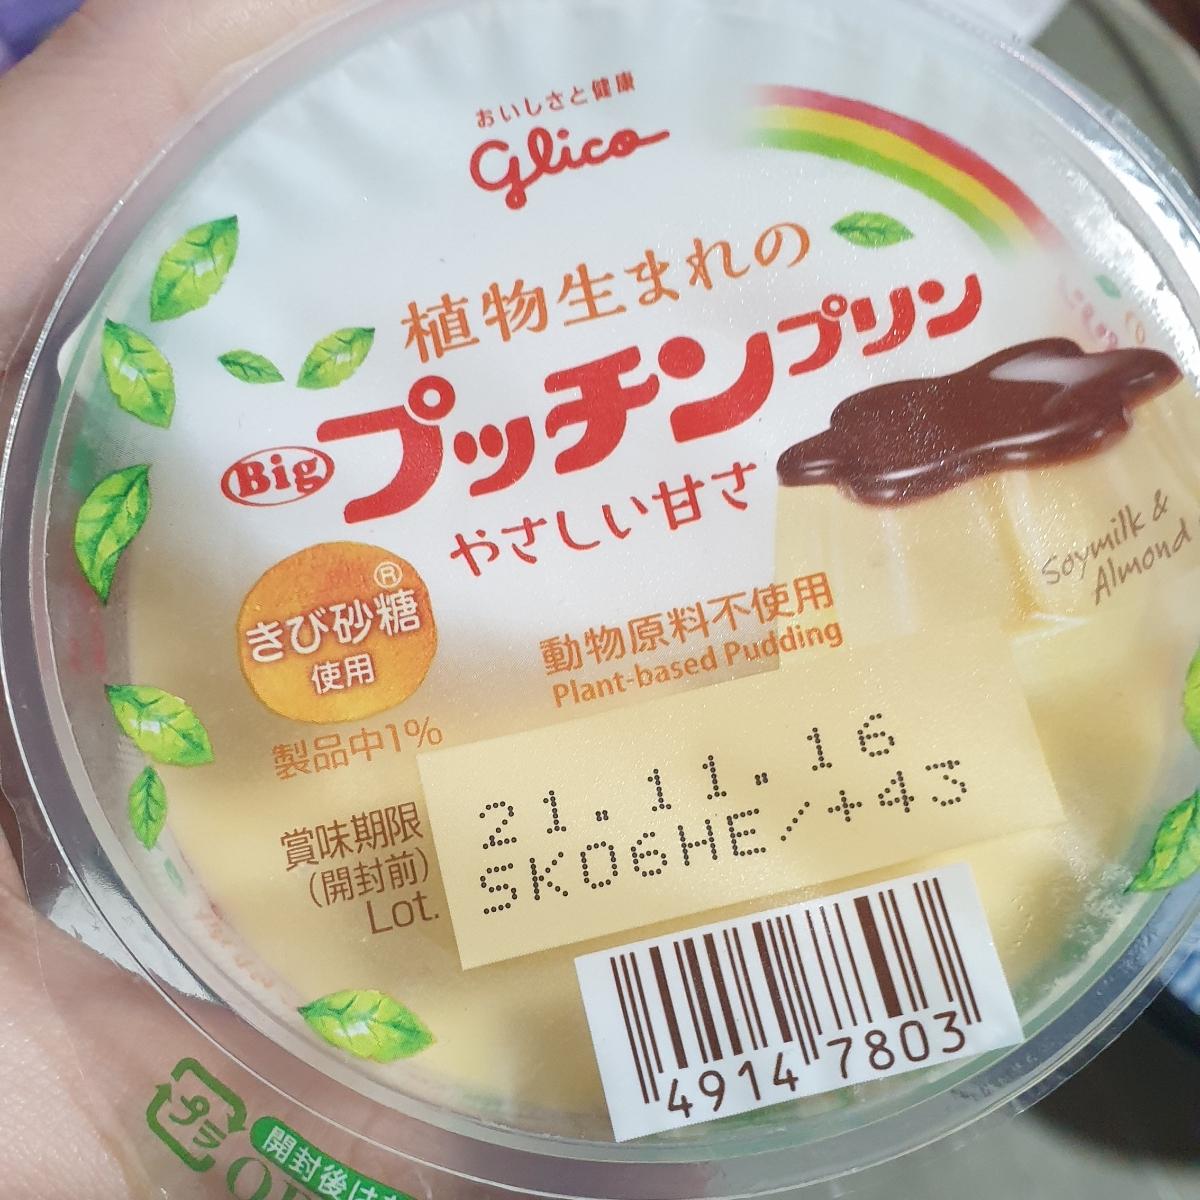 おいしさと健康
glico
植物生まれの
Big プッチンプリン
やさしい甘さ
Soymilk &
Almond
®
きび砂糖
使用
製品中1%
動物原料不使用
Plant-based Pudding
賞味期限
(開封前)
Lot.
21.11.16
SK06HE/+43
4914 7803
プラ
開封後は